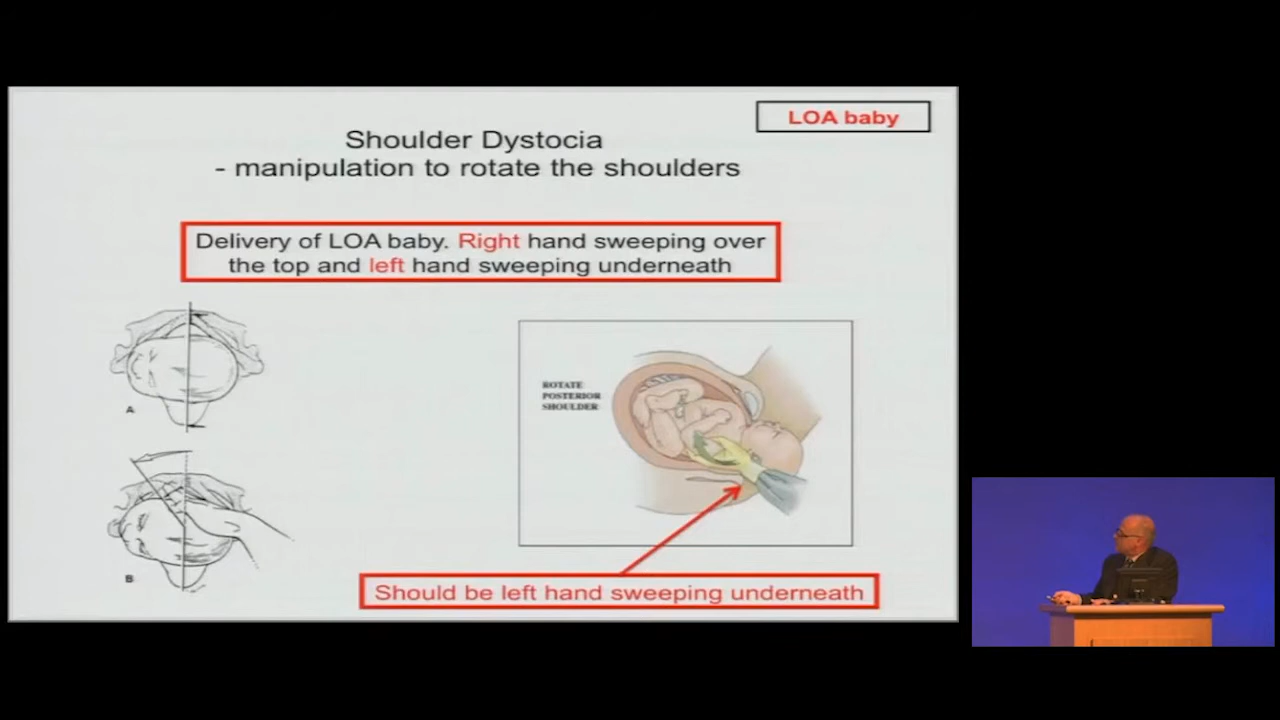 LOA baby
Shoulder Dystocia
- manipulation to rotate the shoulders
Delivery of LOA baby. Right hand sweeping over
the top and left hand sweeping underneath
ROTATE
POSTERIOR
SHOULDER
A
B
Should be left hand sweeping underneath